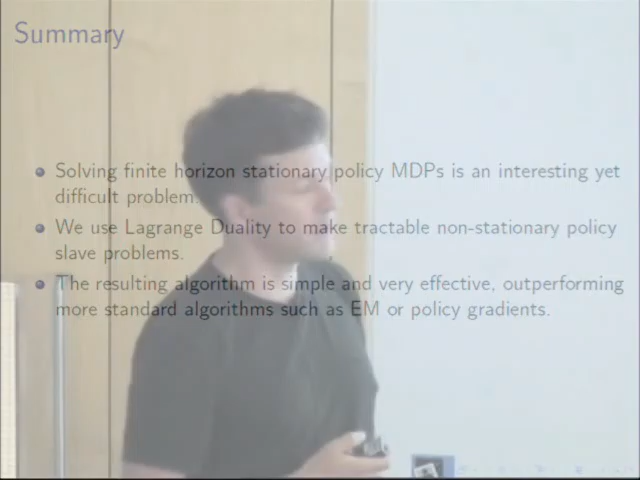 Summary
Solving finite horizon stationary policy MDPs is an interesting yet
difficult problem.
We use Lagrange Duality to make tractable non-stationary policy
slave problems.
The resulting algorithm is simple and very effective, outperforming
more standard algorithms such as EM or policy gradients.